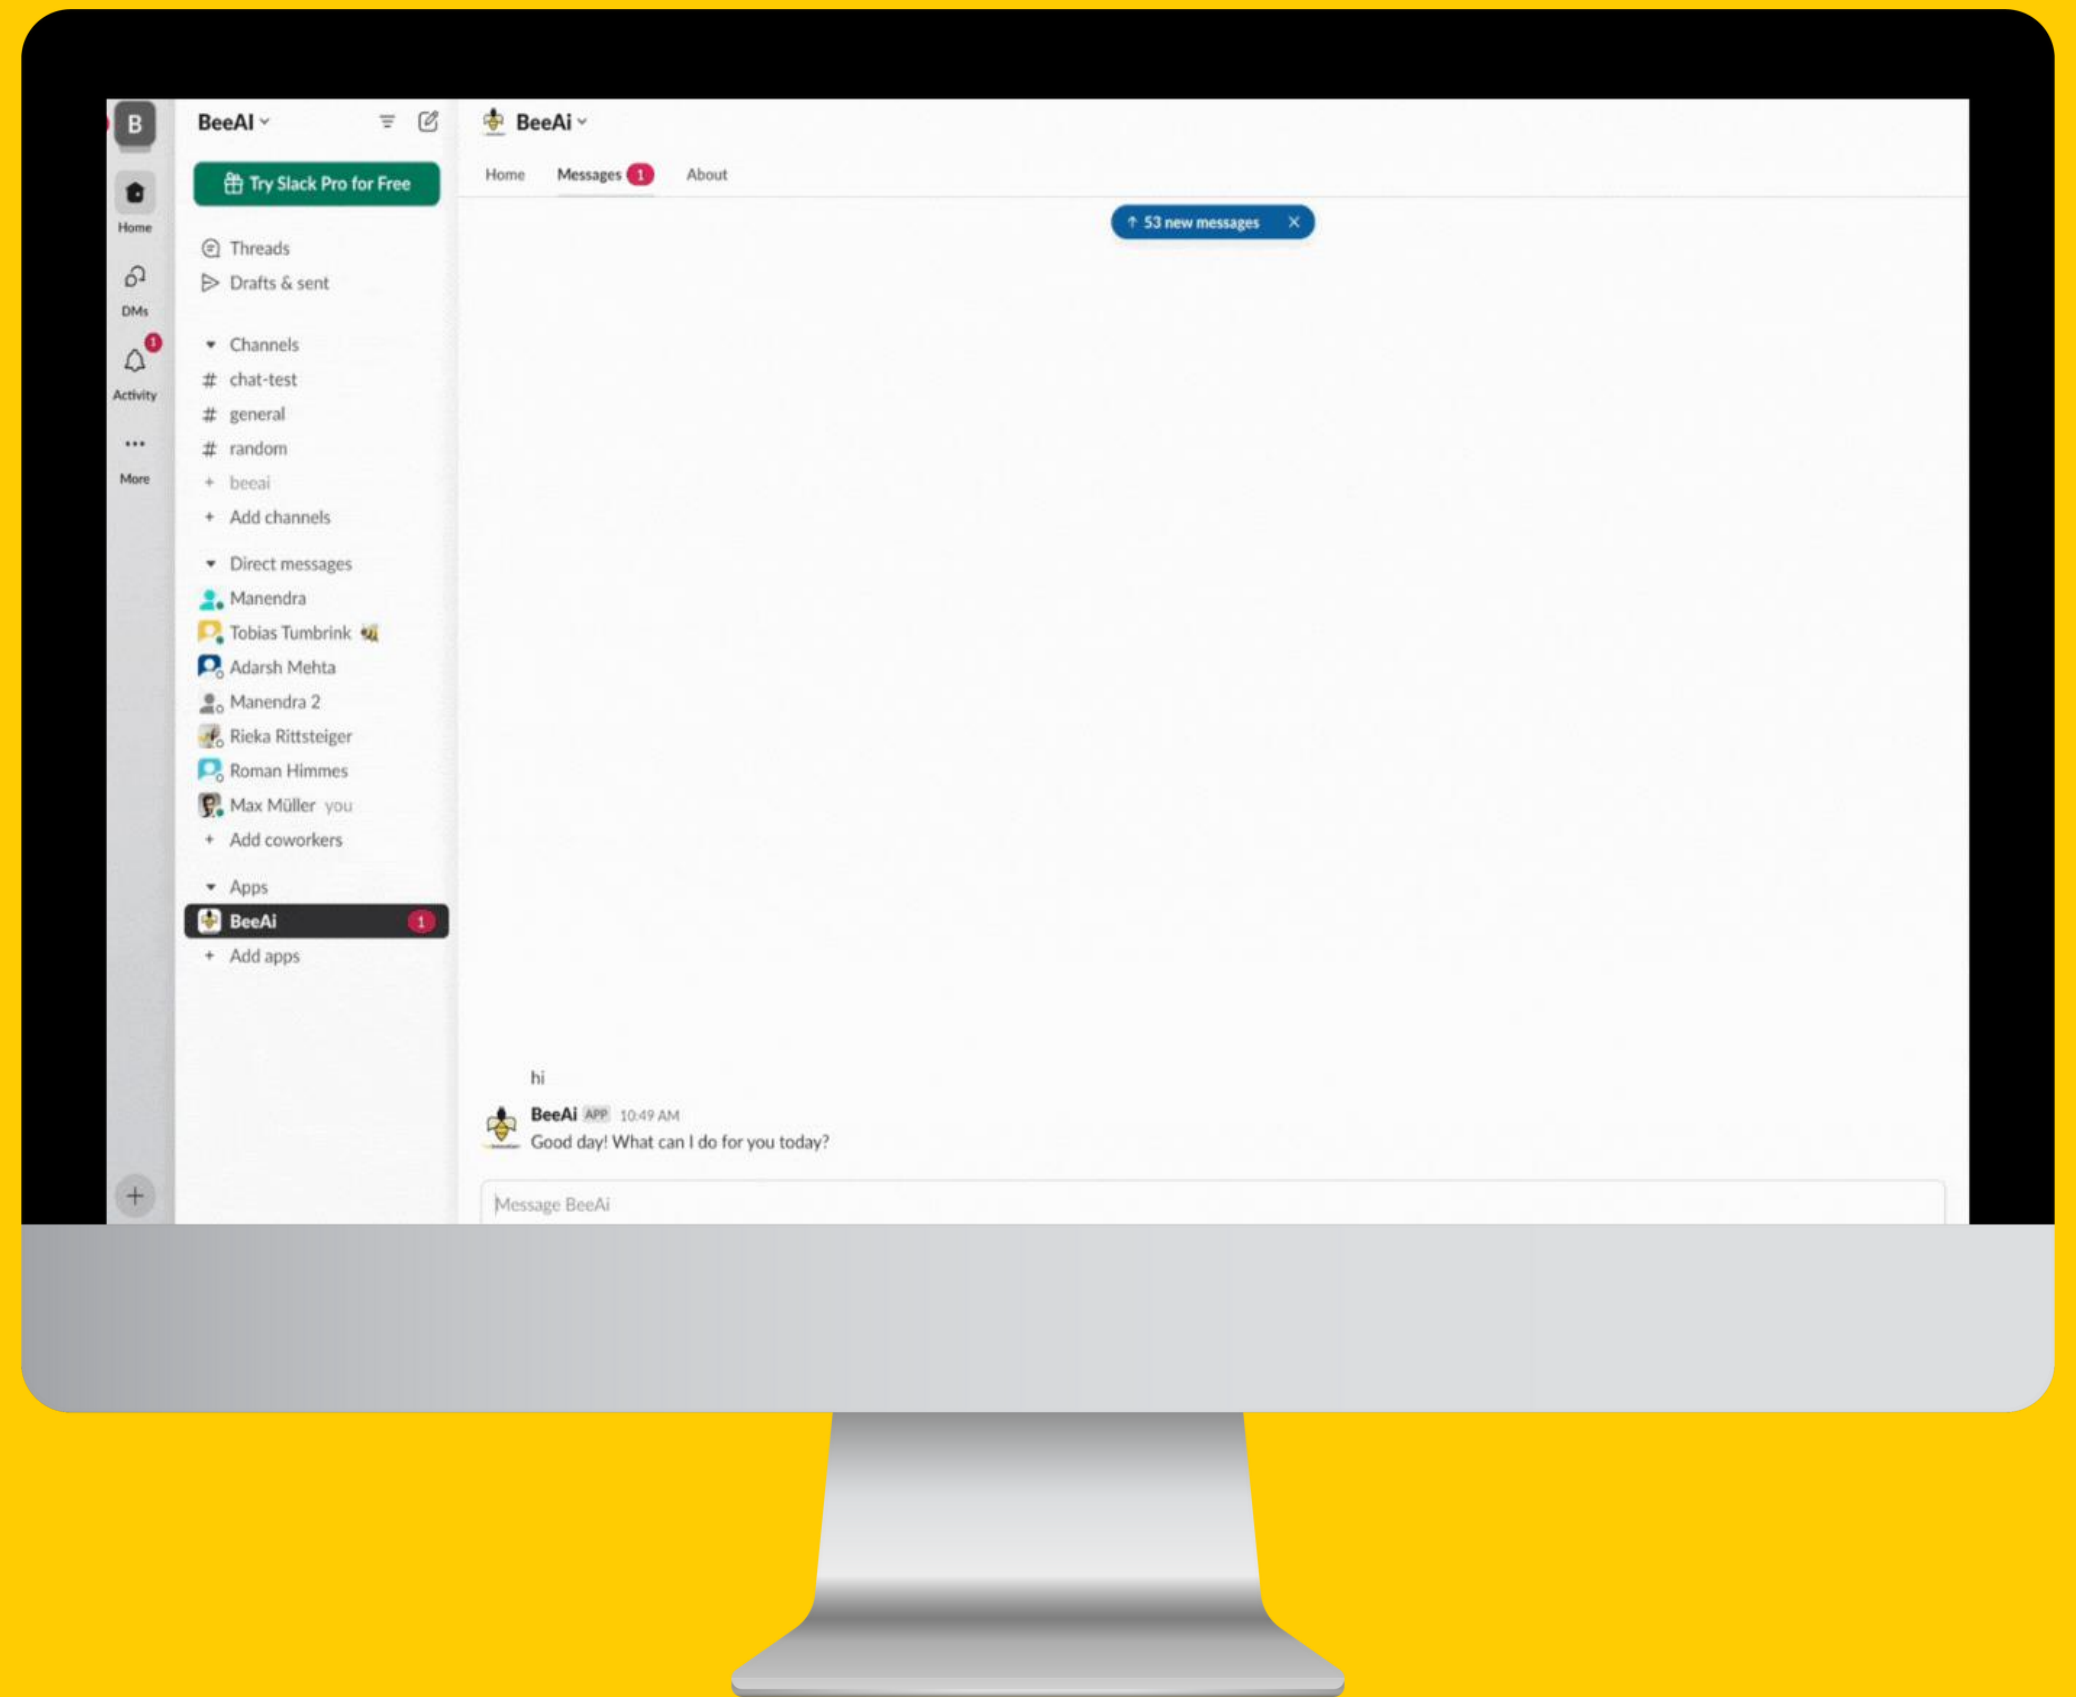 B
Home
DMs
1
Activity
More
BeeAI
Try Slack Pro for Free
Threads
Drafts & sent
Channels
# chat-test
# general
# random
+ beeai
+ Add channels
Direct messages
Manendra
Tobias Tumbrink
Adarsh Mehta
Manendra 2
Rieka Rittsteiger
Roman Himmes
Max Müller you
+ Add coworkers
Apps
BeeAi 1
+ Add apps
BeeAi
Home Messages 1 About
↑ 53 new messages ×
hi
BeeAi APP 10:49 AM
Good day! What can I do for you today?
Message BeeAi